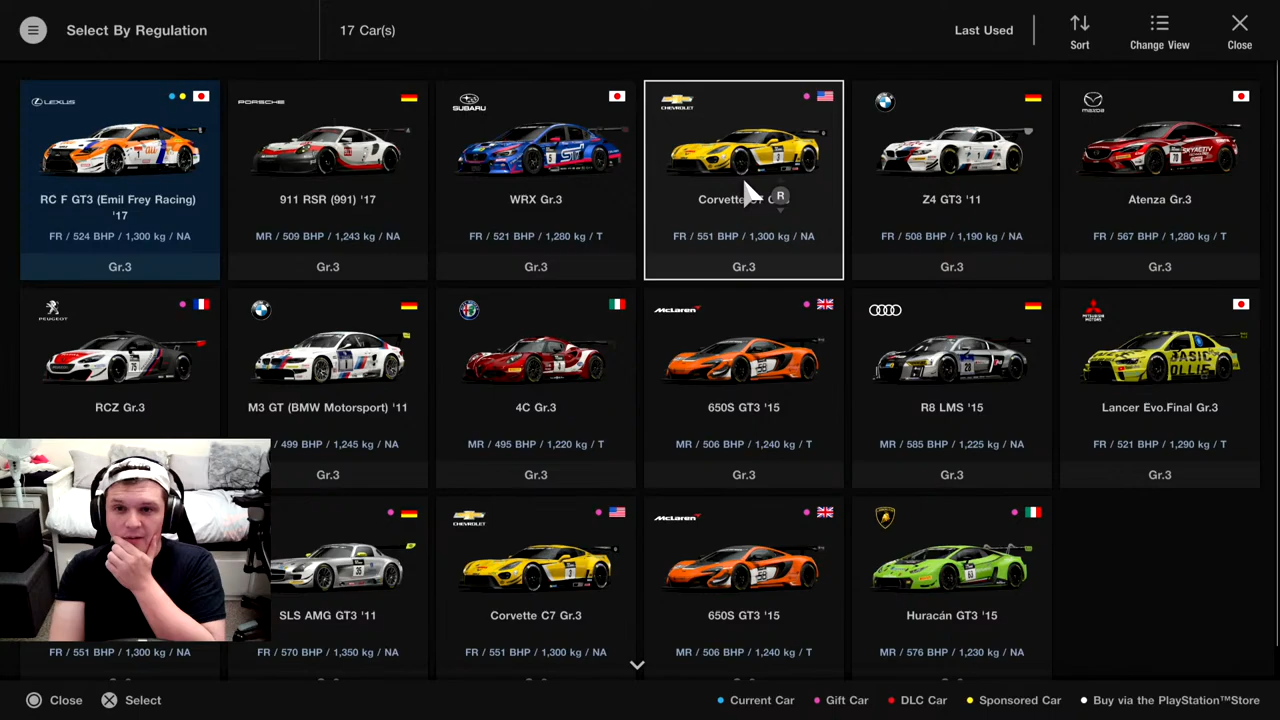 Select By Regulation
17 Car(s)
Last Used
Sort
Change View
Close
LEXUS
PORSCHE
SUBARU
CHEVROLET
mazda
RC F GT3 (Emil Frey Racing) '17
911 RSR (991) '17
WRX Gr.3
Corvette
Z4 GT3 '11
Atenza Gr.3
R
FR / 524 BHP / 1,300 kg / NA
MR / 509 BHP / 1,243 kg / NA
FR / 521 BHP / 1,280 kg / T
FR / 551 BHP / 1,300 kg / NA
FR / 508 BHP / 1,190 kg / NA
FR / 567 BHP / 1,280 kg / T
Gr.3
Gr.3
Gr.3
Gr.3
Gr.3
Gr.3
PEUGEOT
McLaren
MITSUBISHI MOTORS
RCZ Gr.3
M3 GT (BMW Motorsport) '11
4C Gr.3
650S GT3 '15
R8 LMS '15
Lancer Evo.Final Gr.3
499 BHP / 1,245 kg / NA
MR / 495 BHP / 1,220 kg / T
MR / 506 BHP / 1,240 kg / T
MR / 585 BHP / 1,225 kg / NA
FR / 521 BHP / 1,290 kg / T
Gr.3
Gr.3
Gr.3
Gr.3
Gr.3
CHEVROLET
McLaren
SLS AMG GT3 '11
Corvette C7 Gr.3
650S GT3 '15
Huracán GT3 '15
FR / 551 BHP / 1,300 kg / NA
FR / 570 BHP / 1,350 kg / NA
FR / 551 BHP / 1,300 kg / NA
MR / 506 BHP / 1,240 kg / T
MR / 576 BHP / 1,230 kg / NA
Close
Select
Current Car
Gift Car
DLC Car
Sponsored Car
Buy via the PlayStation™Store